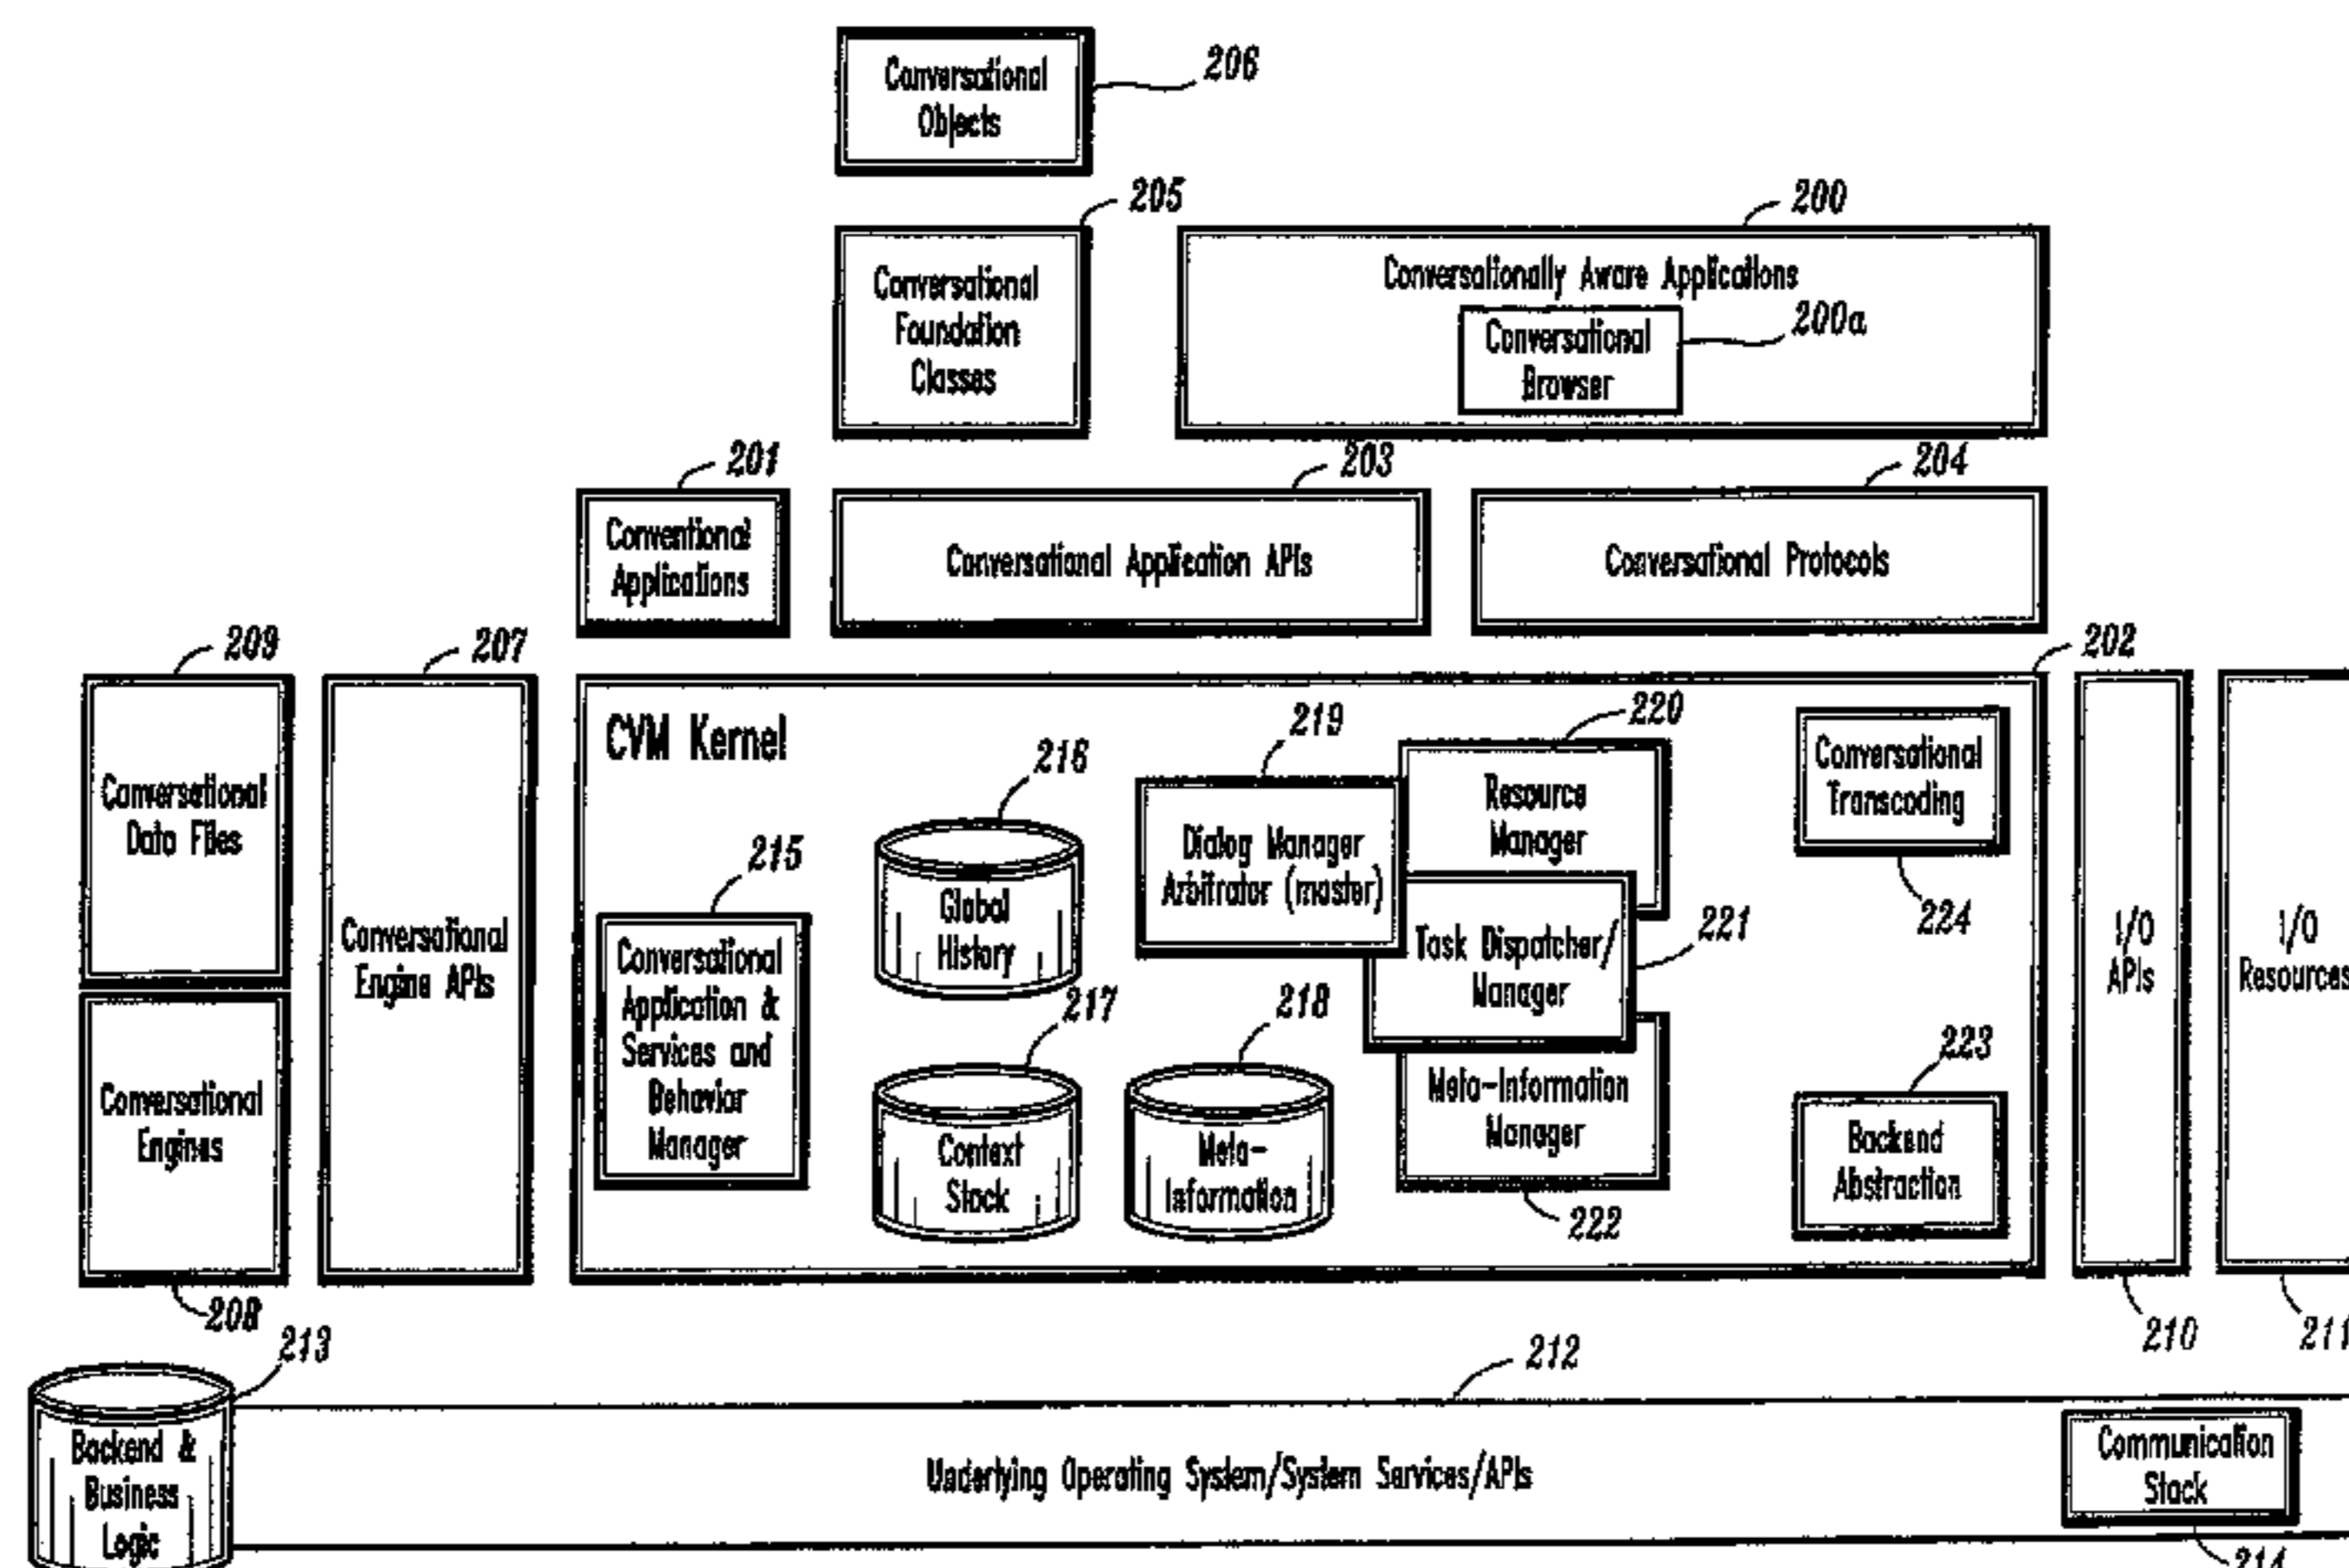 206
Conversational
Objects
205
200
Conversational
Foundation
Classes
Conversationally Aware Applications
200a
Conversational
Browser
201
203
204
Conventional
Applications
Conversational Application APIs
Conversational Protocols
209
207
202
CVM Kernel
Conversational
Data Files
Conversational
Engine APIs
Conversational
Engines
208
215
Conversational
Application &
Services and
Behavior
Manager
216
Global
History
217
Context
Stack
218
Meta-
Information
219
Dialog Manager
Arbitrator (master)
220
Resource
Manager
221
Task Dispatcher/
Manager
Meta-Information
Manager
222
Conversational
Transcoding
224
223
Backend
Abstraction
I/O
APIs
210
I/O
Resources
211
213
212
Backend &
Business
Logic
Underlying Operating System/System Services/APIs
Communication
Stack
214